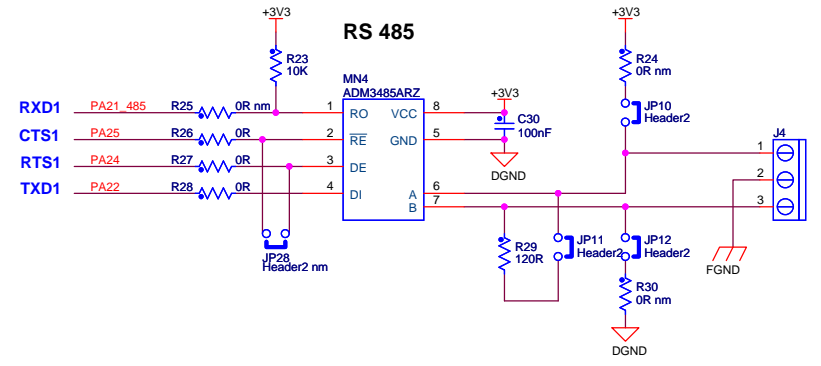 RS 485
+3V3
R23
10K
+3V3
R24
0R nm
JP10
Header2
MN4
ADM3485ARZ
+3V3
C30
100nF
DGND
RXD1 PA21_485 R25 0R nm 1 RO VCC 8
CTS1 PA25 R26 0R 2 RE GND 5
RTS1 PA24 R27 0R 3 DE
TXD1 PA22 R28 0R 4 DI A 6
B 7
J4
1
2
3
JP28
Header2 nm
R29
120R
JP11
Header2
JP12
Header2
R30
0R nm
DGND
FGND